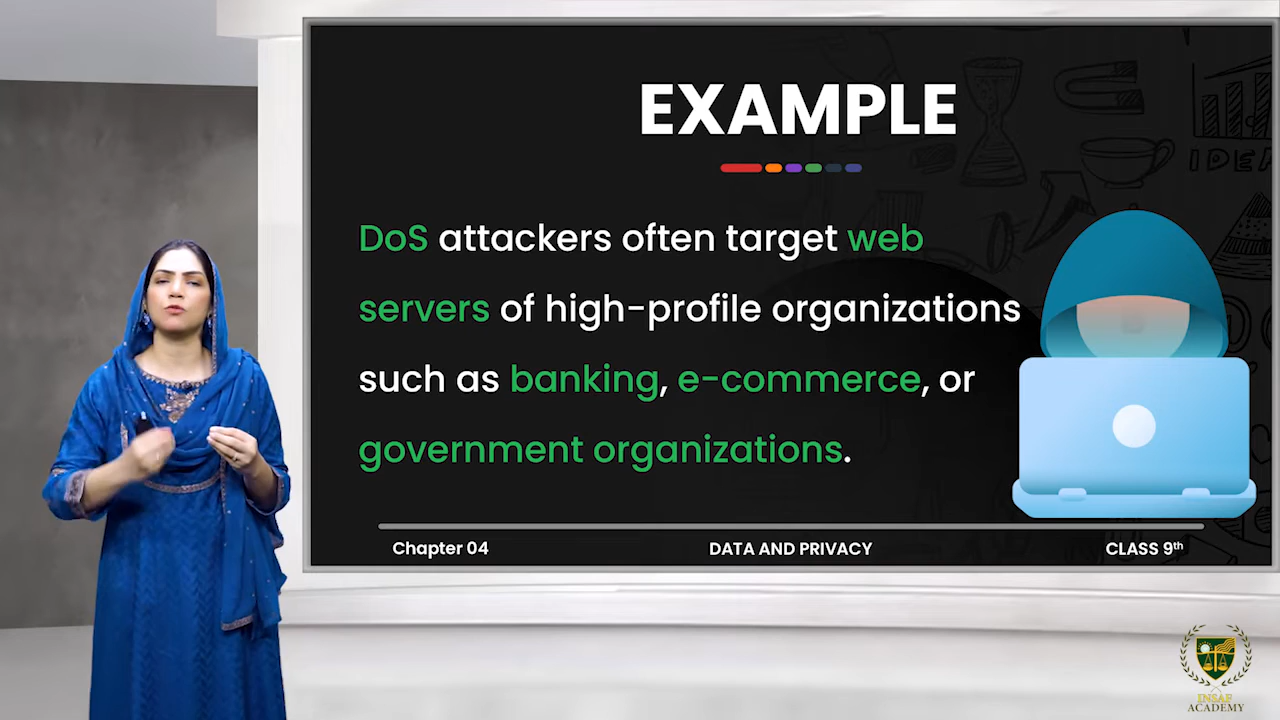 EXAMPLE
DoS attackers often target web
servers of high-profile organizations
such as banking, e-commerce, or
government organizations.
Chapter 04
DATA AND PRIVACY
CLASS 9th
IDEA
INSAF
ACADEMY